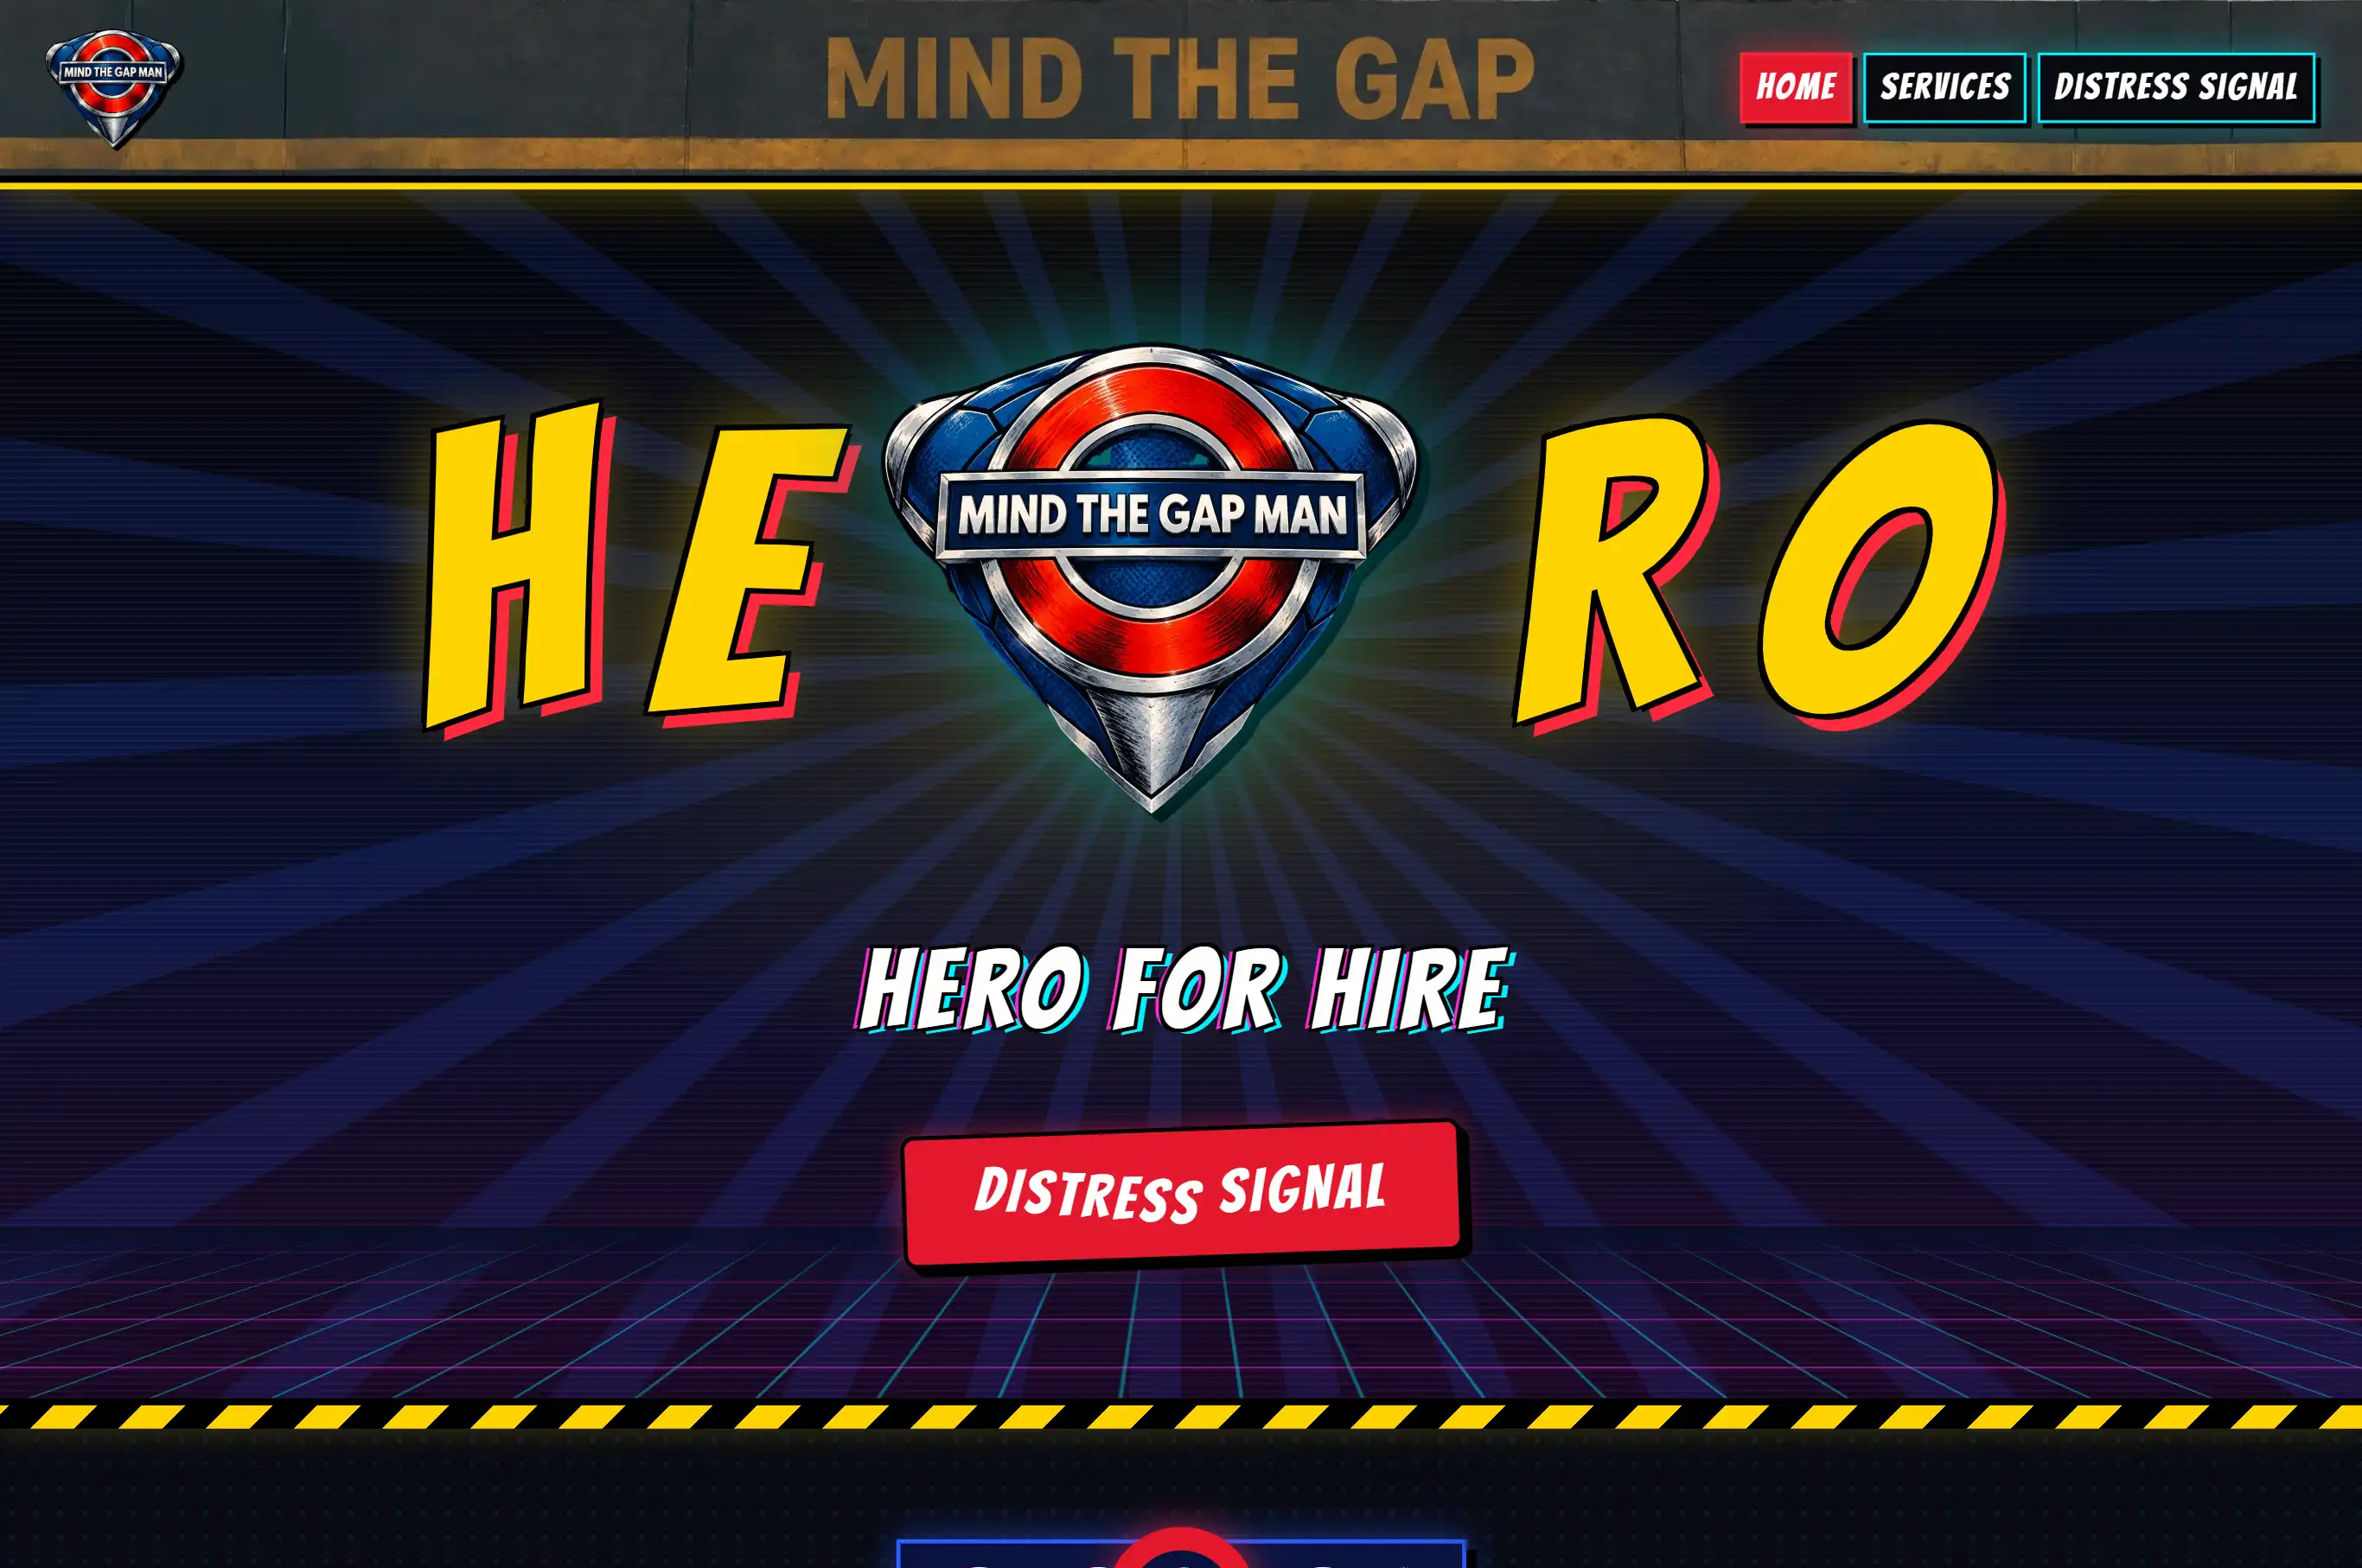 MIND THE GAP MAN
MIND THE GAP
HOME
SERVICES
DISTRESS SIGNAL
HE
MIND THE GAP MAN
RO
HERO FOR HIRE
DISTRESS SIGNAL